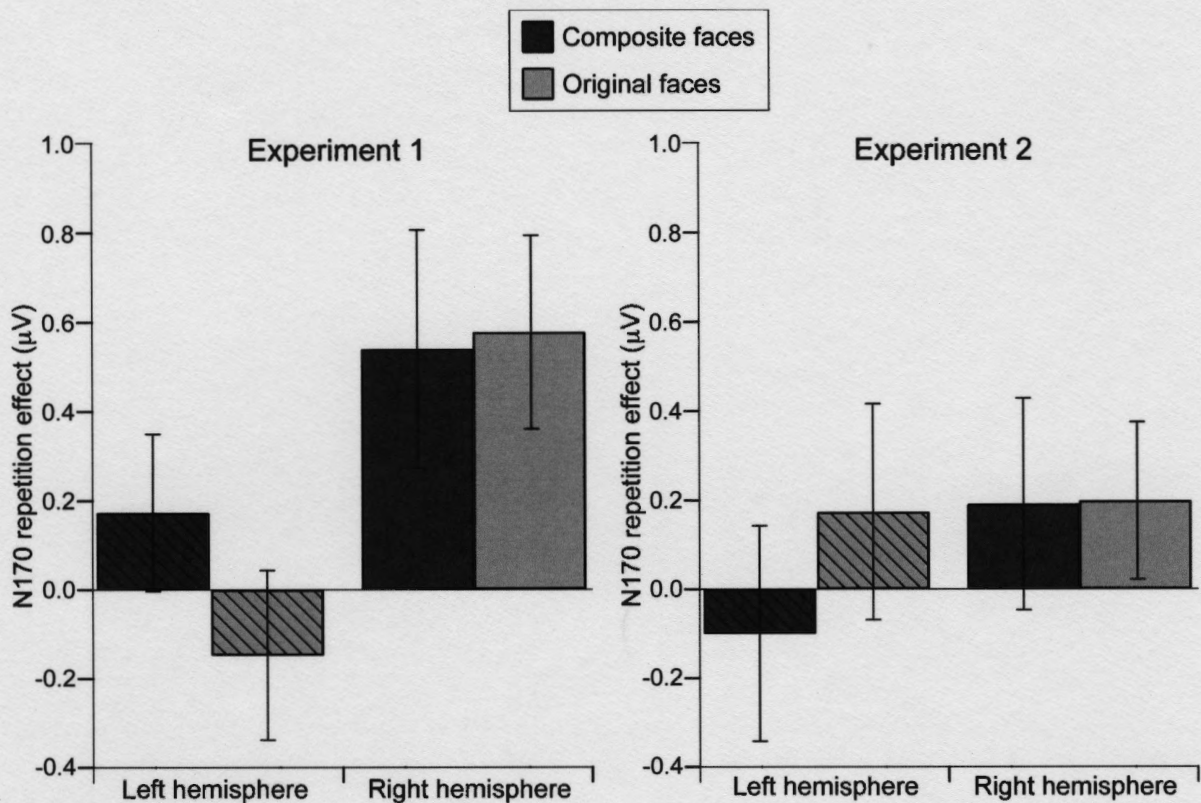 Composite faces
Original faces
Experiment 1
N170 repetition effect (µV)
1.0
0.8
0.6
0.4
0.2
0.0
-0.2
-0.4
Left hemisphere
Right hemisphere
Experiment 2
N170 repetition effect (µV)
1.0
0.8
0.6
0.4
0.2
0.0
-0.2
-0.4
Left hemisphere
Right hemisphere